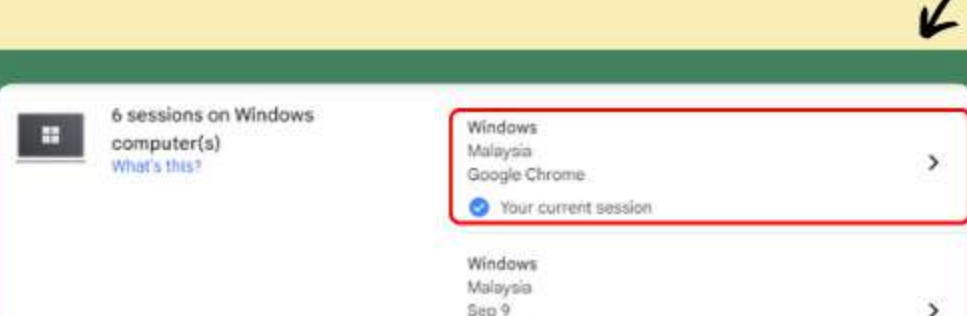 6 sessions on Windows
computer(s)
What's this?
Windows
Malaysia
Google Chrome
Your current session
Windows
Malaysia
Sep 9